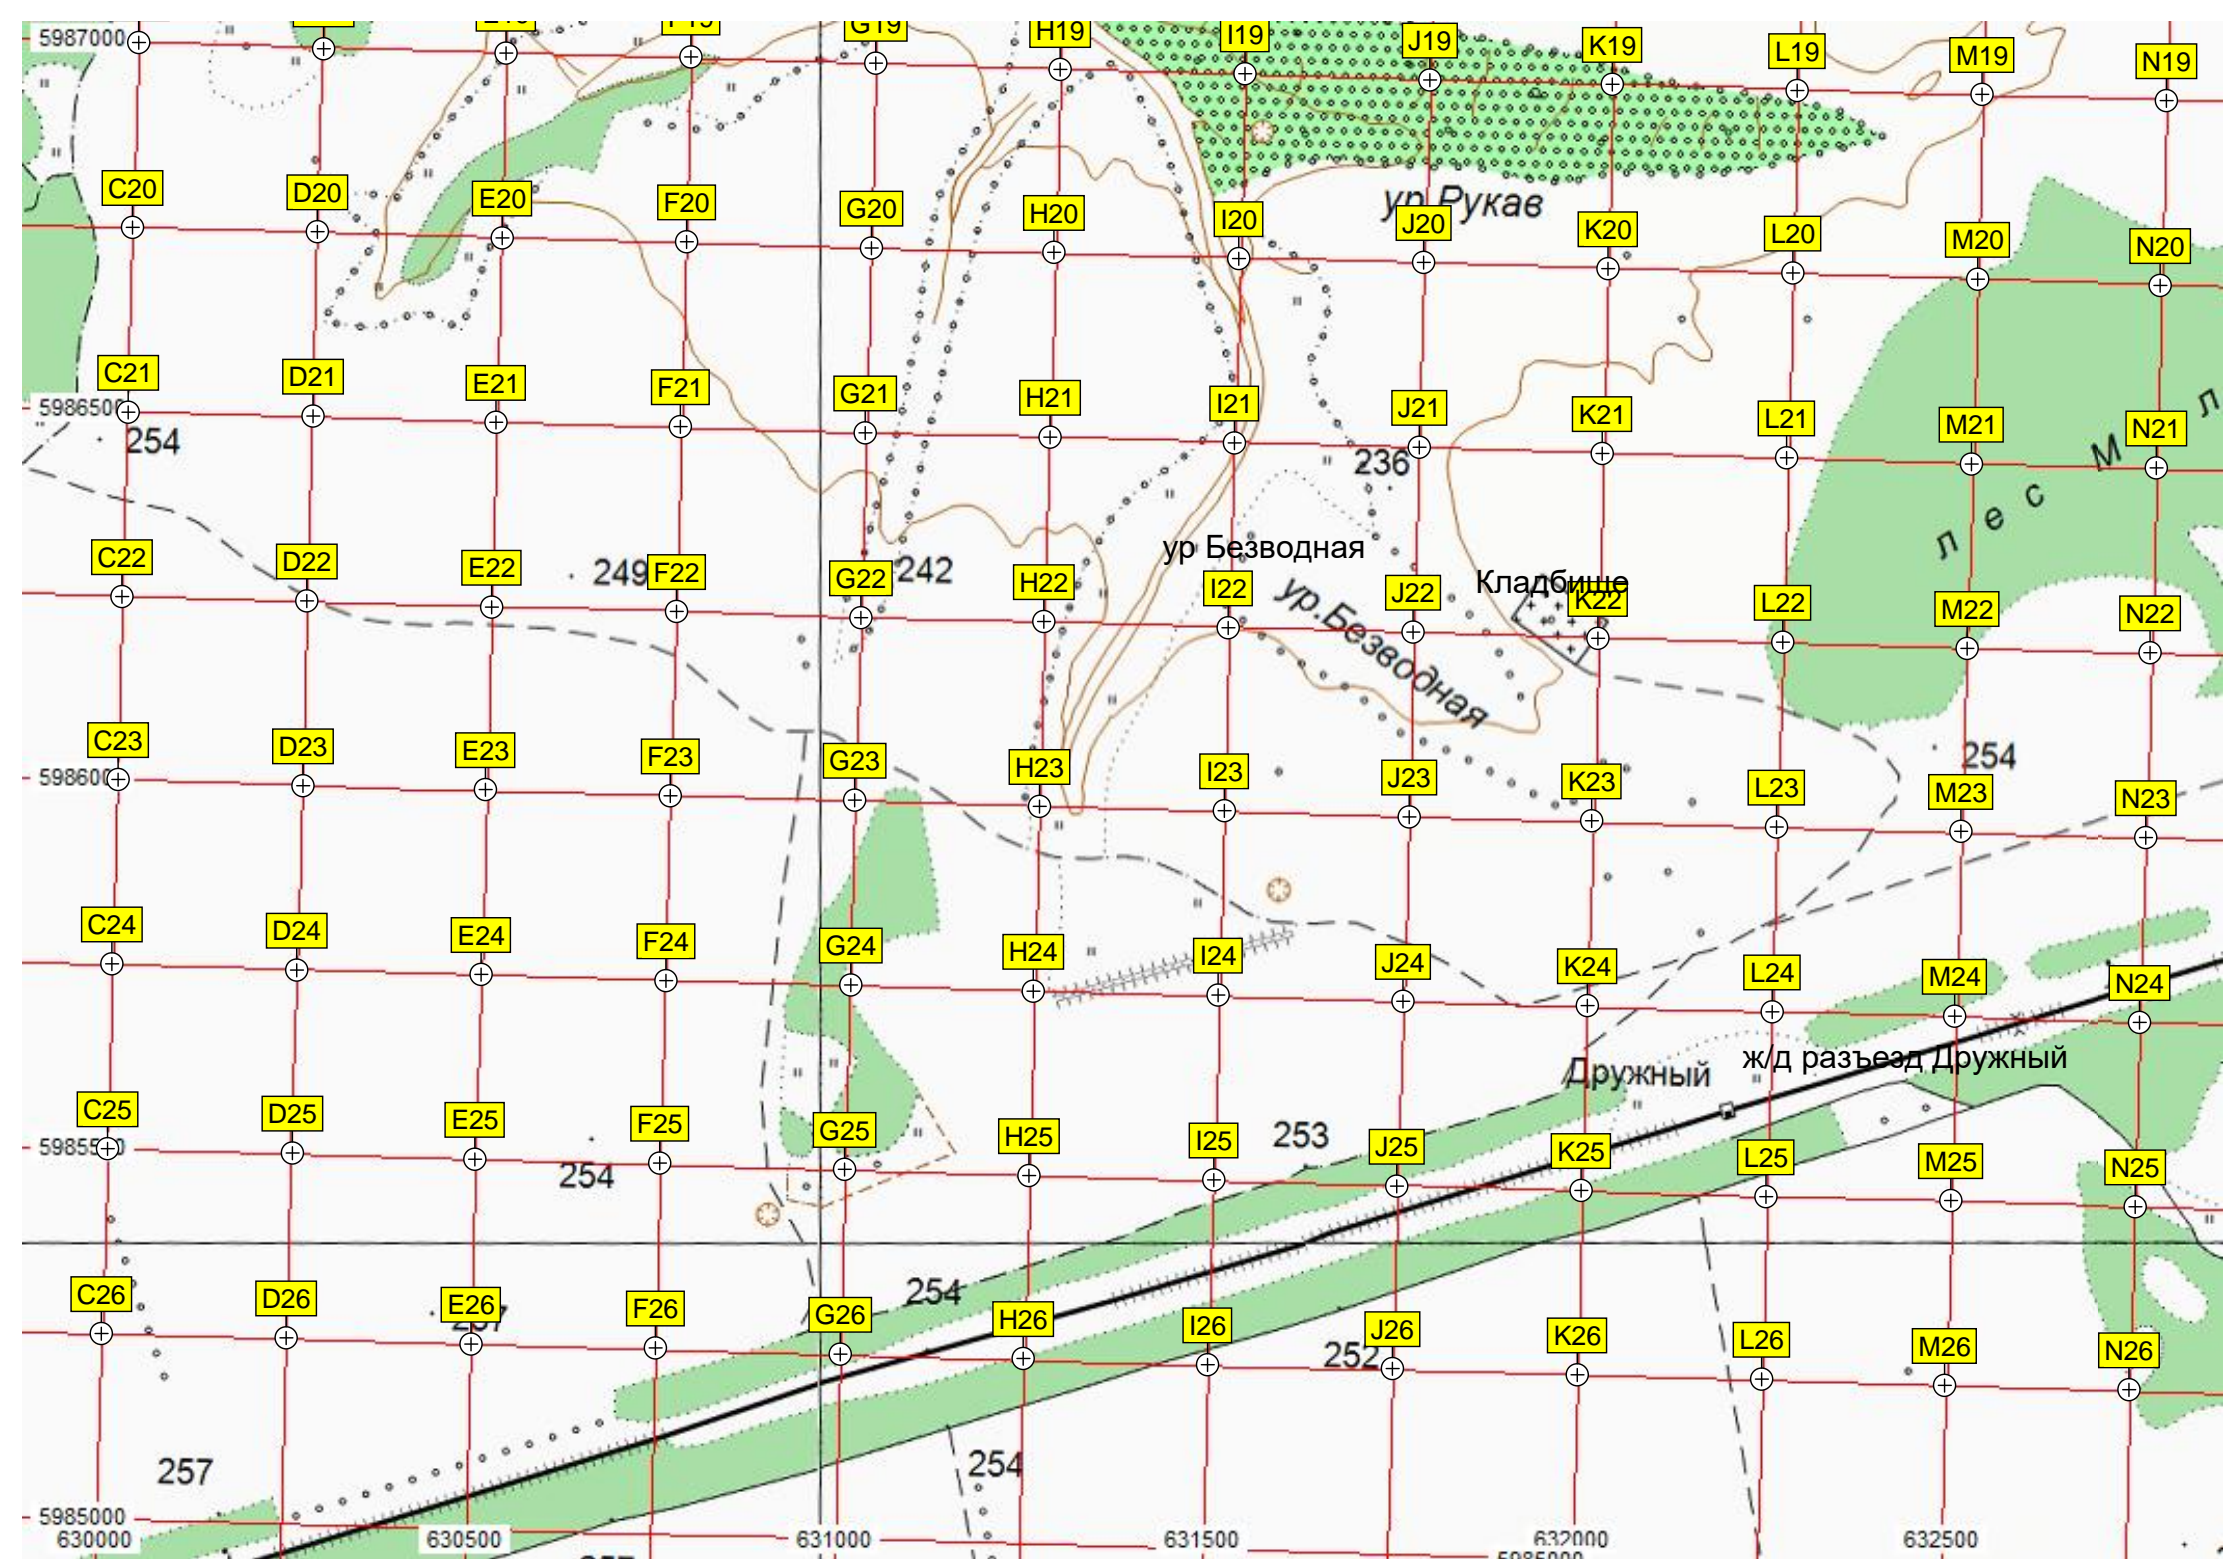 5987000
G19 H19 I19 J19 K19 L19 M19 N19
C20 D20 E20 F20 G20 H20 I20 J20 K20 L20 M20 N20
ур.Рукав
C21 D21 E21 F21 G21 H21 I21 J21 K21 L21 M21 N21
5986500
254
236
лес М л
ур Безводная
C22 D22 E22 F22 G22 H22 I22 J22 K22 L22 M22 N22
249
242
Кладбище
ур.Безводная
C23 D23 E23 F23 G23 H23 I23 J23 K23 L23 M23 N23
254
5986000
C24 D24 E24 F24 G24 H24 I24 J24 K24 L24 M24 N24
Дружный
ж/д разъезд Дружный
C25 D25 E25 F25 G25 H25 I25 J25 K25 L25 M25 N25
5985500
254
253
C26 D26 E26 F26 G26 H26 I26 J26 K26 L26 M26 N26
254
252
257
254
5985000
630000 630500 631000 631500 632000 632500